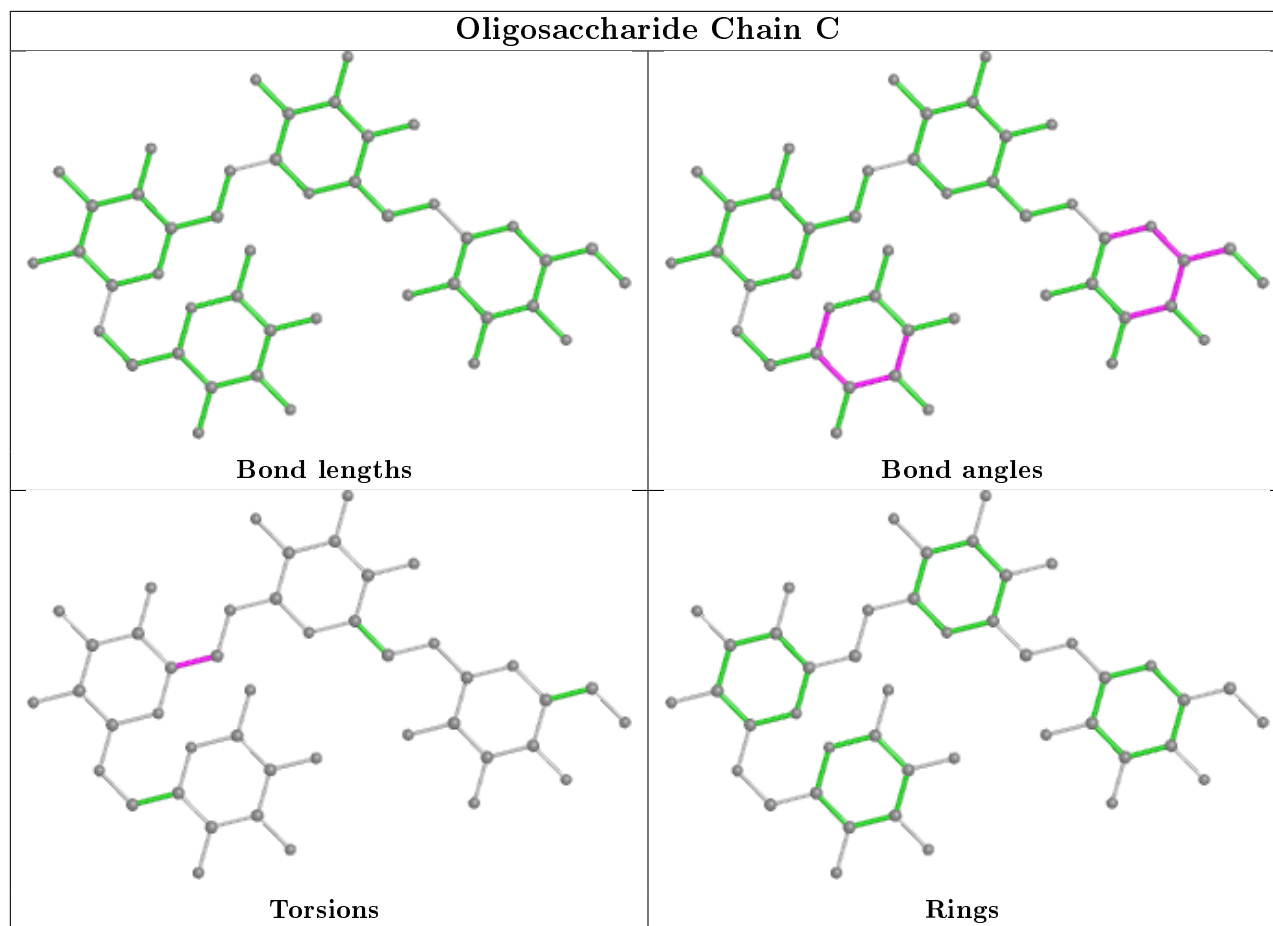 Oligosaccharide Chain C
Bond lengths
Bond angles
Torsions
Rings